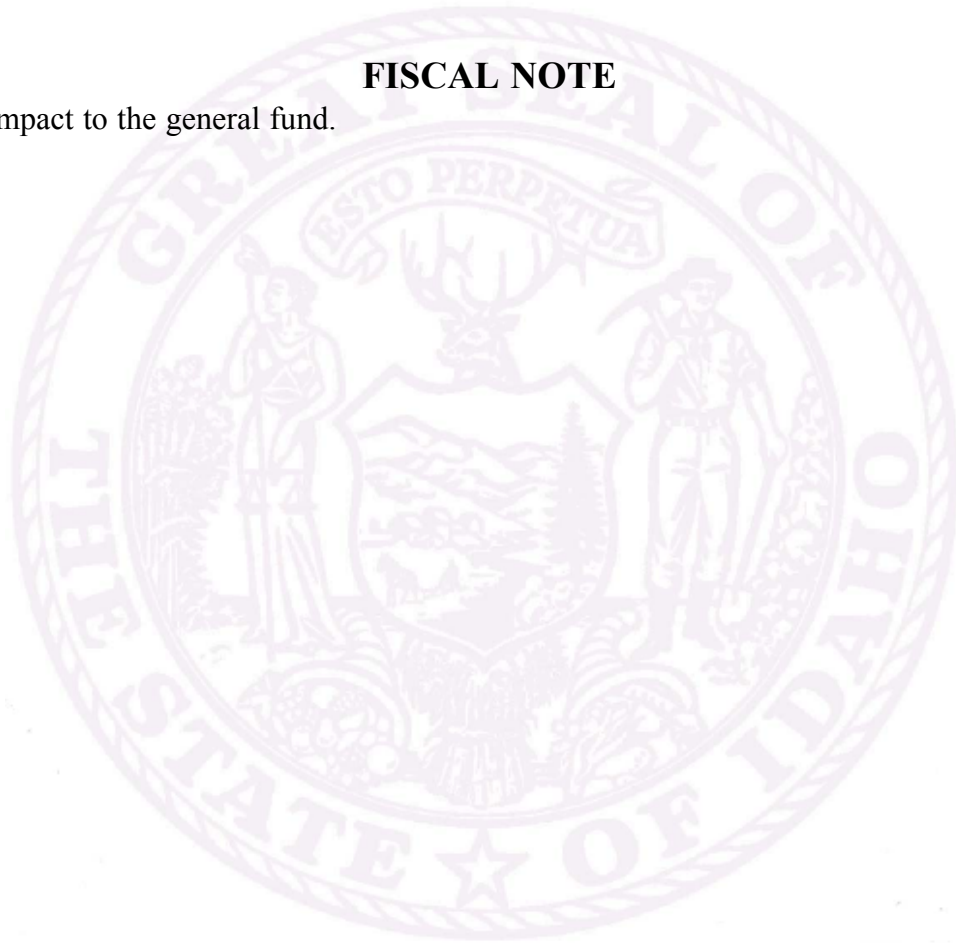 FISCAL NOTE
mpact to the general fund.
GREAT SEAL OF
THE STATE OF IDAHO
ESTO PERPETUA